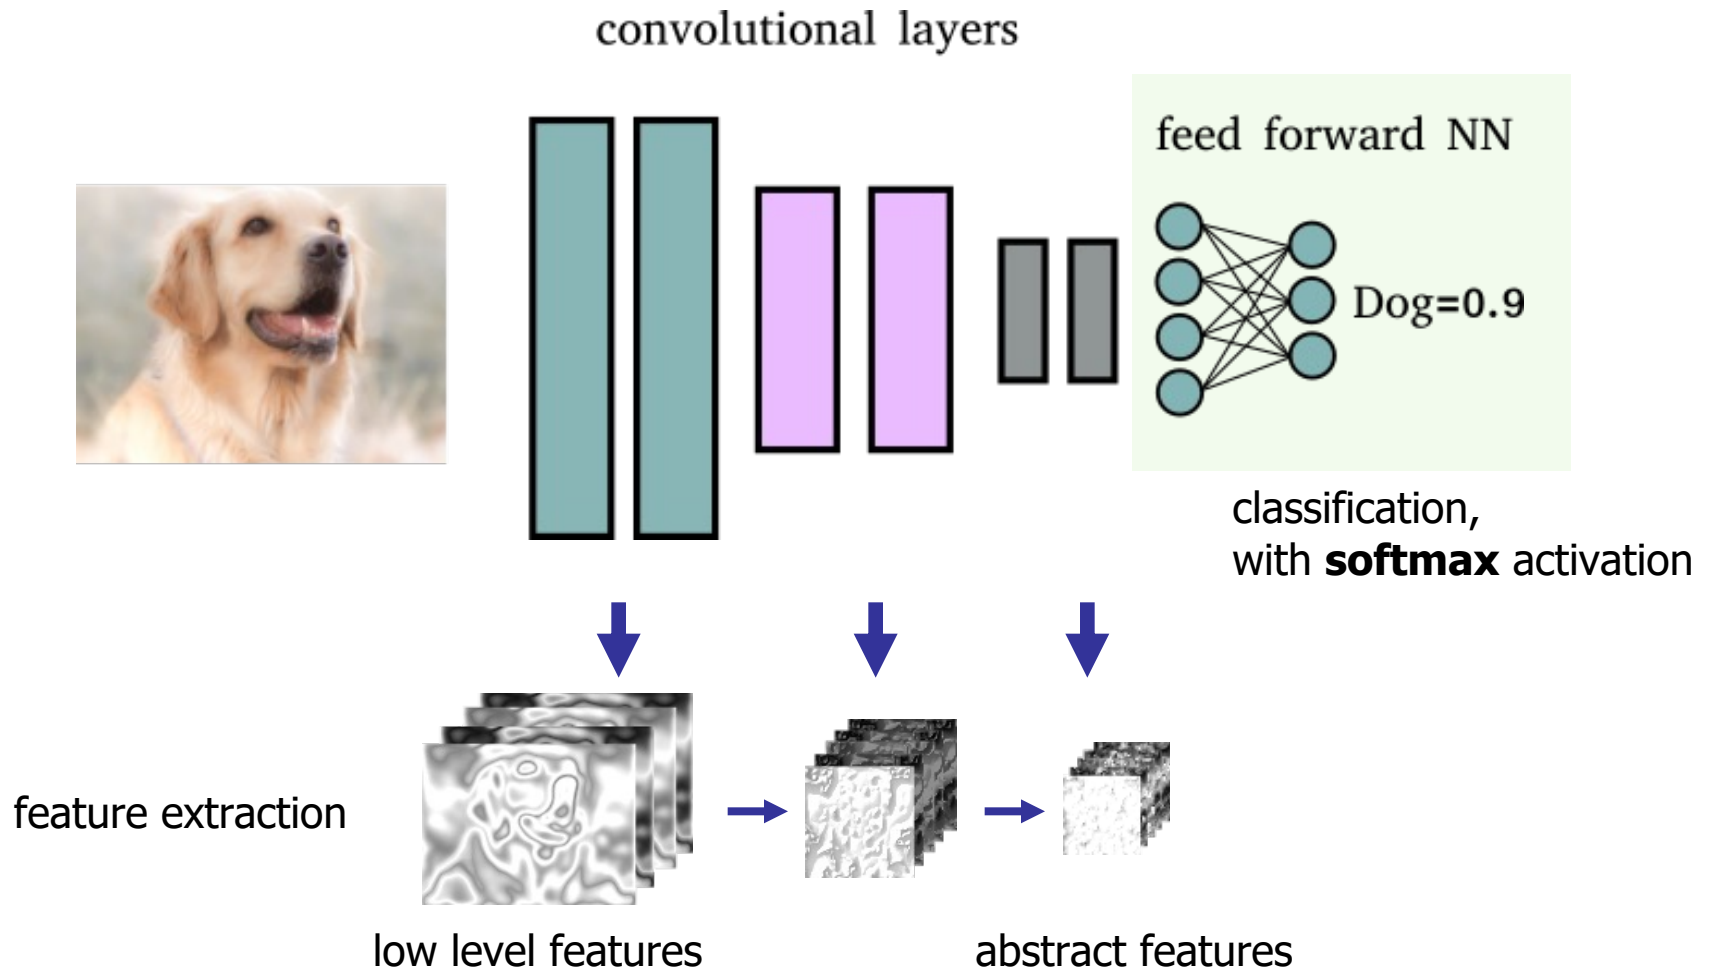 convolutional layers
feed forward NN
Dog=0.9
classification,
with softmax activation
feature extraction
low level features
abstract features